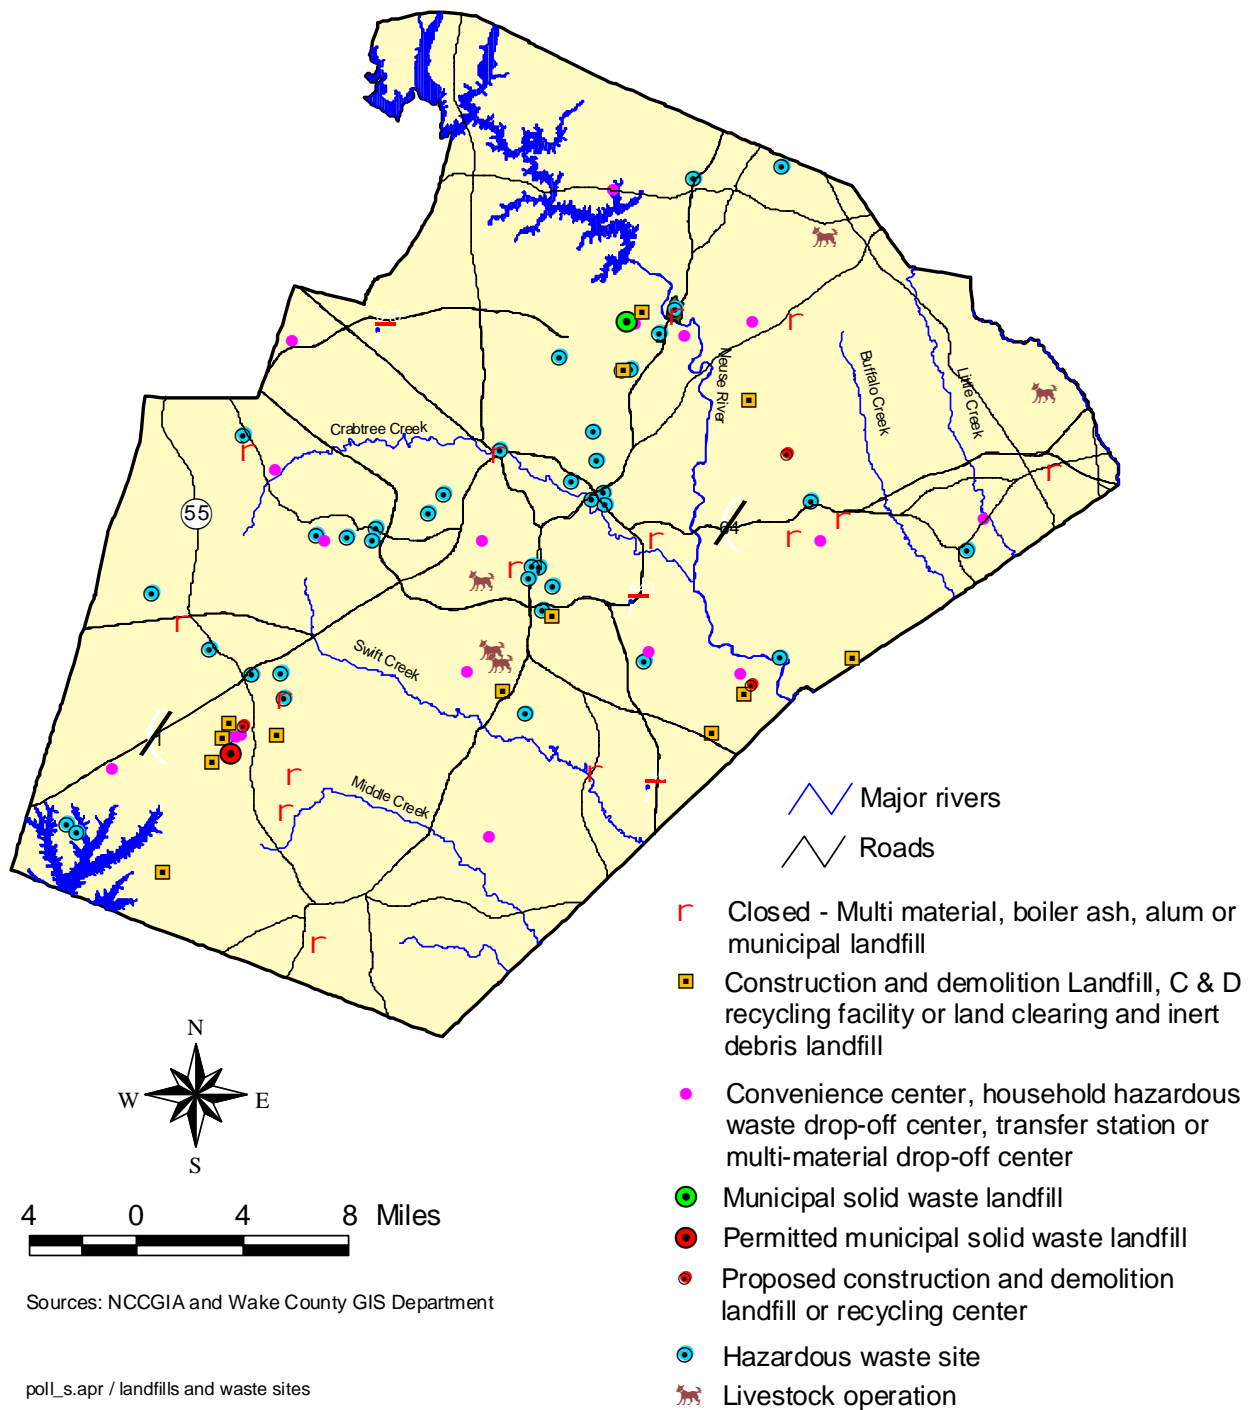 Neuse River
Buffalo Creek
Little Creek
Crabtree Creek
55
64
Swift Creek
1
Middle Creek
Major rivers
Roads
r Closed - Multi material, boiler ash, alum or
municipal landfill
Construction and demolition Landfill, C & D
recycling facility or land clearing and inert
debris landfill
Convenience center, household hazardous
waste drop-off center, transfer station or
multi-material drop-off center
Municipal solid waste landfill
Permitted municipal solid waste landfill
Proposed construction and demolition
landfill or recycling center
Hazardous waste site
Livestock operation
N
W E
S
4 0 4 8 Miles
Sources: NCCGIA and Wake County GIS Department
poll_s.apr / landfills and waste sites